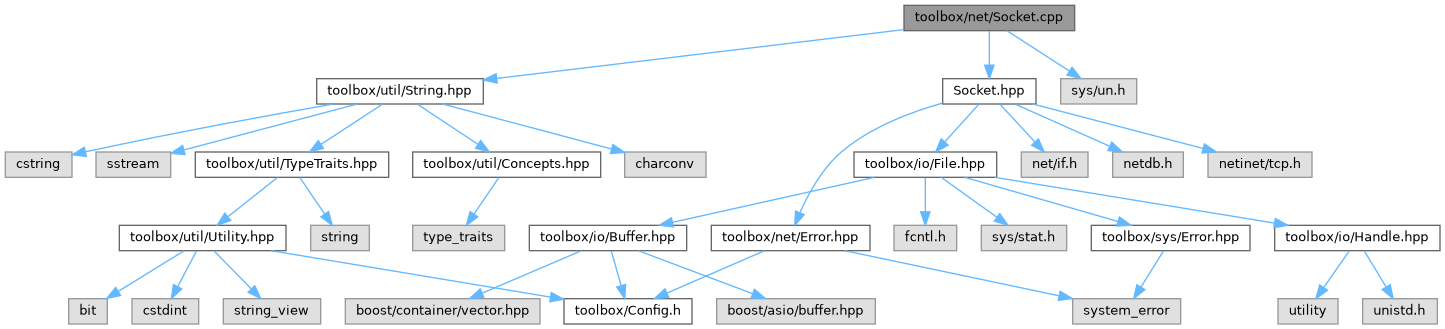 toolbox/net/Socket.cpp
toolbox/util/String.hpp
Socket.hpp
sys/un.h
cstring
sstream
toolbox/util/TypeTraits.hpp
toolbox/util/Concepts.hpp
charconv
toolbox/io/File.hpp
net/if.h
netdb.h
netinet/tcp.h
toolbox/util/Utility.hpp
string
type_traits
toolbox/io/Buffer.hpp
toolbox/net/Error.hpp
fcntl.h
sys/stat.h
toolbox/sys/Error.hpp
toolbox/io/Handle.hpp
bit
cstdint
string_view
boost/container/vector.hpp
toolbox/Config.h
boost/asio/buffer.hpp
system_error
utility
unistd.h